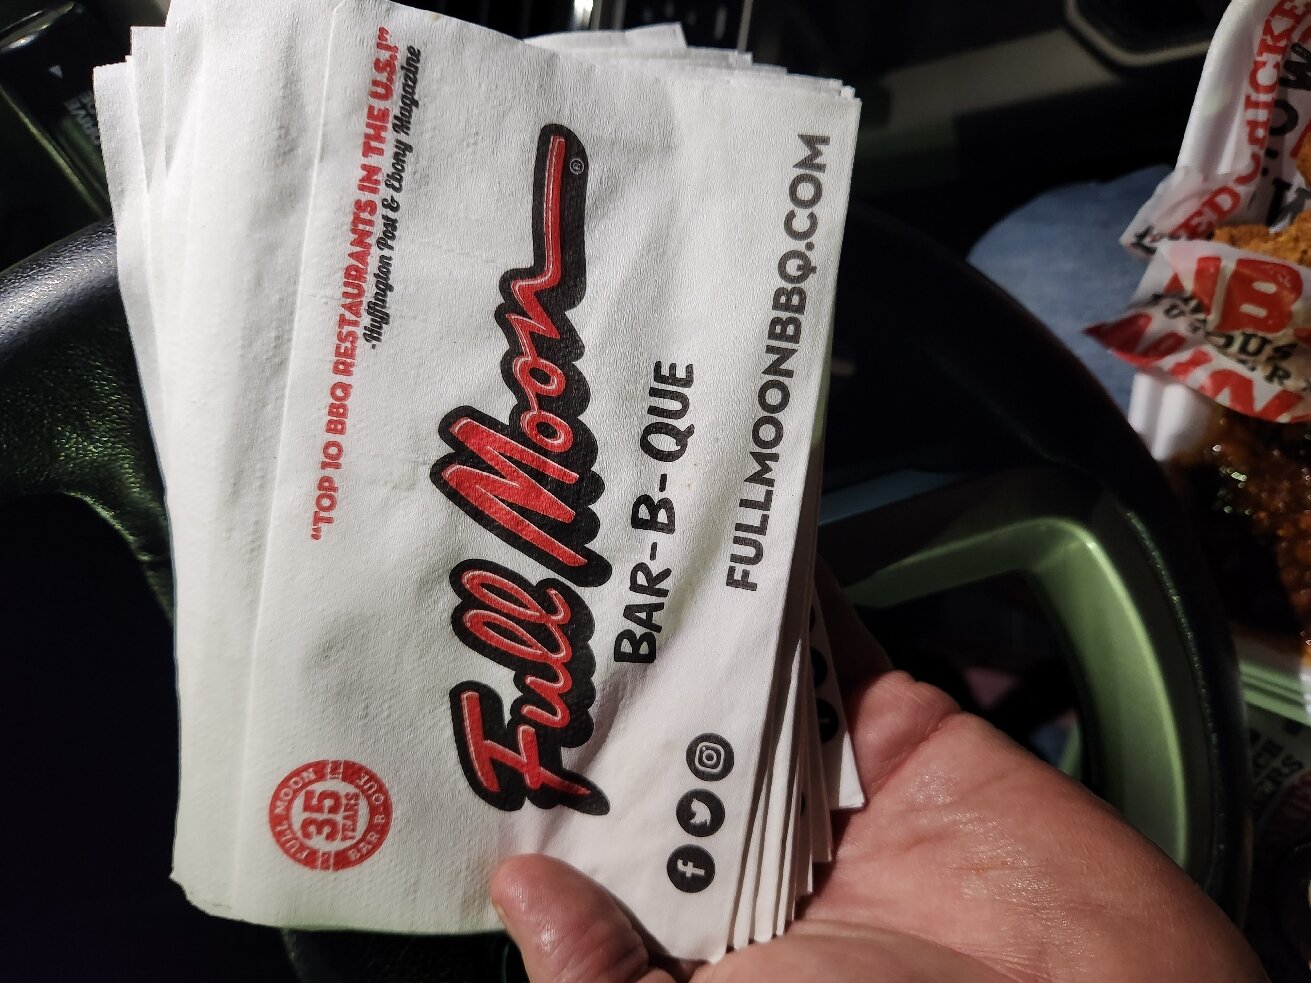 "TOP 10 BBQ RESTAURANTS IN THE U.S.!"
-Huffington Post & Ebony Magazine
Full Moon®
BAR-B-QUE
FULLMOONBBQ.COM
FULL MOON BAR B QUE
35
YEARS